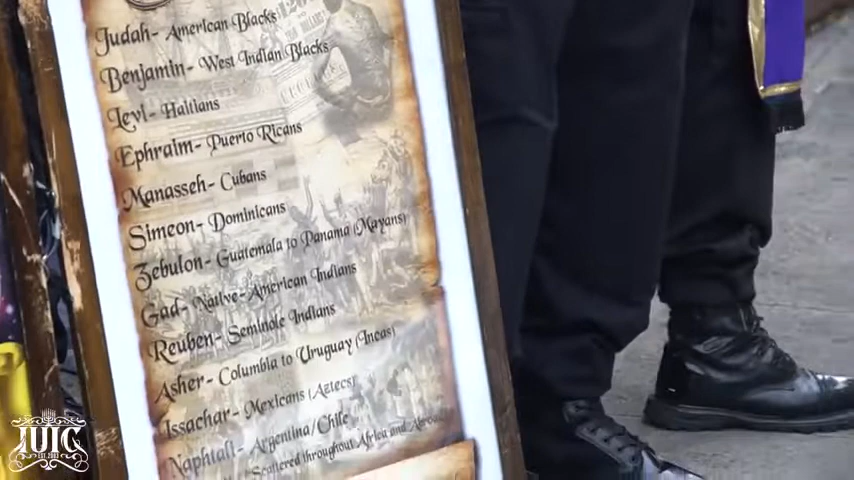 Judah- American Blacks
Benjamin- West Indian Blacks
Levi- Haitians
Ephraim- Puerto Ricans
Manasseh- Cubans
Simeon- Dominicans
Zebulon- Guatemala to Panama (Mayans)
Gad- Native-American Indians
Reuben- Seminole Indians
Asher- Columbia to Uruguay (Incas)
Issachar- Mexicans (Aztecs)
Naphtali- Argentina/Chile
"Scattered throughout Africa and Abroad"
IUIC
EST. 2003